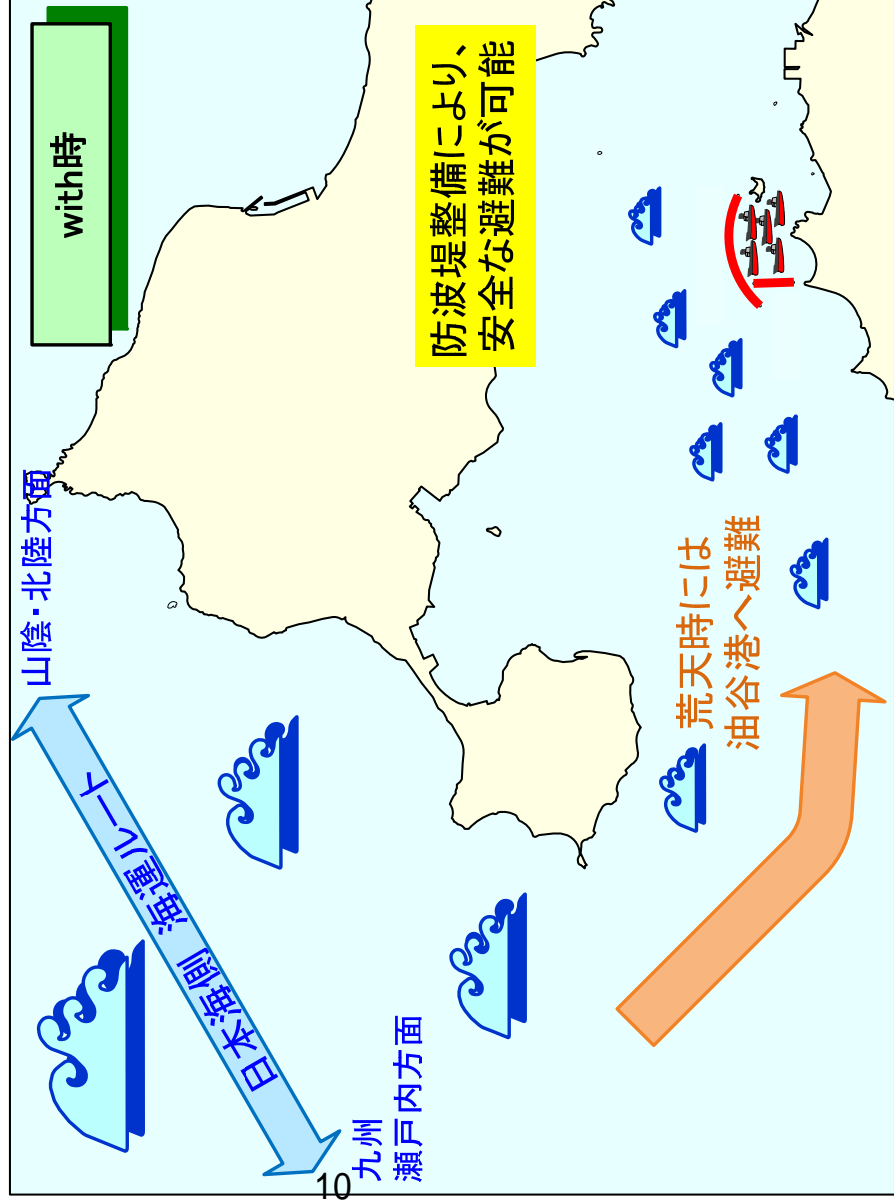 with時
防波堤整備により、
安全な避難が可能
山陰・北陸方面
日本海側 海運ルート
九州
瀬戸内方面
荒天時には
油谷港へ避難
10